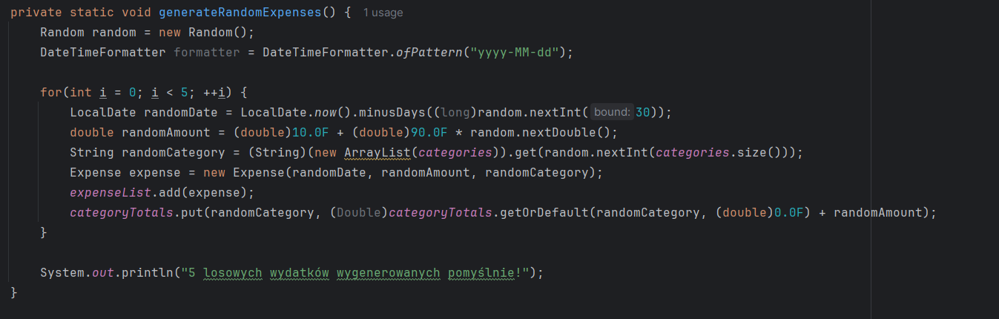 private static void generateRandomExpenses() { 1 usage
    Random random = new Random();
    DateTimeFormatter formatter = DateTimeFormatter.ofPattern("yyyy-MM-dd");

    for(int i = 0; i < 5; ++i) {
        LocalDate randomDate = LocalDate.now().minusDays((long)random.nextInt( bound: 30));
        double randomAmount = (double)10.0F + (double)90.0F * random.nextDouble();
        String randomCategory = (String)(new ArrayList(categories)).get(random.nextInt(categories.size()));
        Expense expense = new Expense(randomDate, randomAmount, randomCategory);
        expenseList.add(expense);
        categoryTotals.put(randomCategory, (Double)categoryTotals.getOrDefault(randomCategory, (double)0.0F) + randomAmount);
    }

    System.out.println("5 losowych wydatków wygenerowanych pomyślnie!");
}